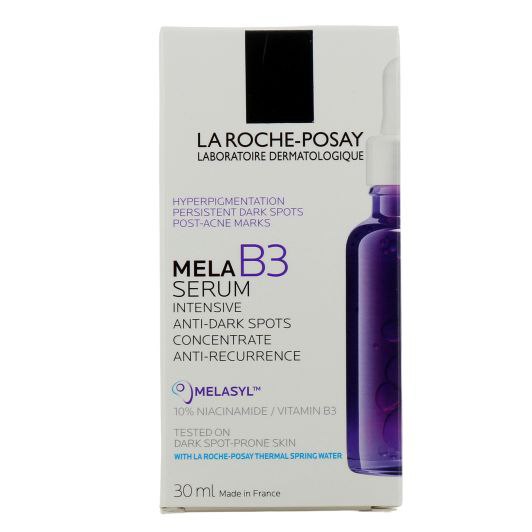 LA ROCHE-POSAY
LABORATOIRE DERMATOLOGIQUE
HYPERPIGMENTATION
PERSISTENT DARK SPOTS
POST-ACNE MARKS
MELA B3
SERUM
INTENSIVE
ANTI-DARK SPOTS
CONCENTRATE
ANTI-RECURRENCE
MELASYL™
10% NIACINAMIDE / VITAMIN B3
TESTED ON
DARK SPOT-PRONE SKIN
WITH LA ROCHE-POSAY THERMAL SPRING WATER
30 ml Made in France